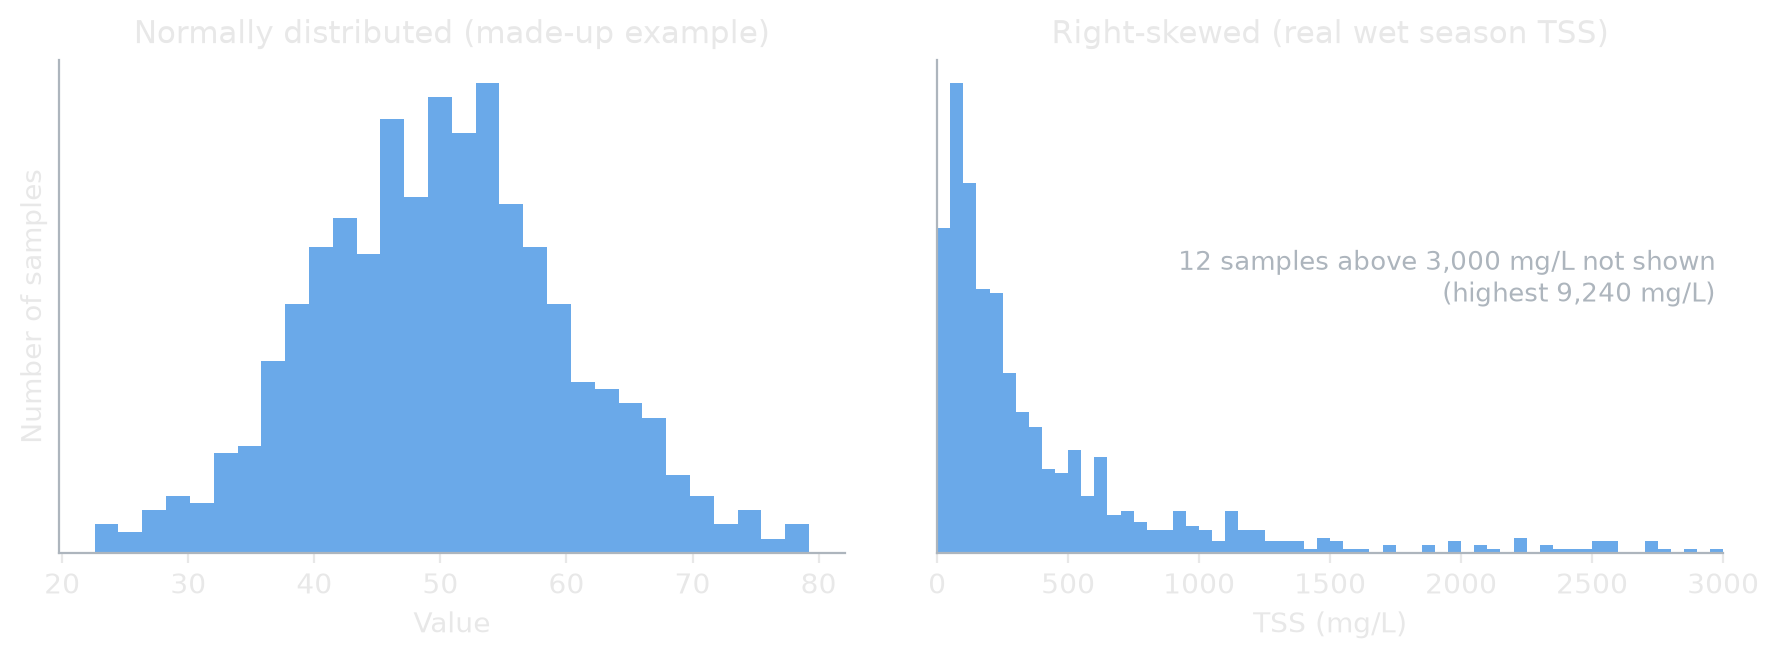 Normally distributed (made-up example)
Number of samples
20 30 40 50 60 70 80
Value
Right-skewed (real wet season TSS)
12 samples above 3,000 mg/L not shown
(highest 9,240 mg/L)
0 500 1000 1500 2000 2500 3000
TSS (mg/L)